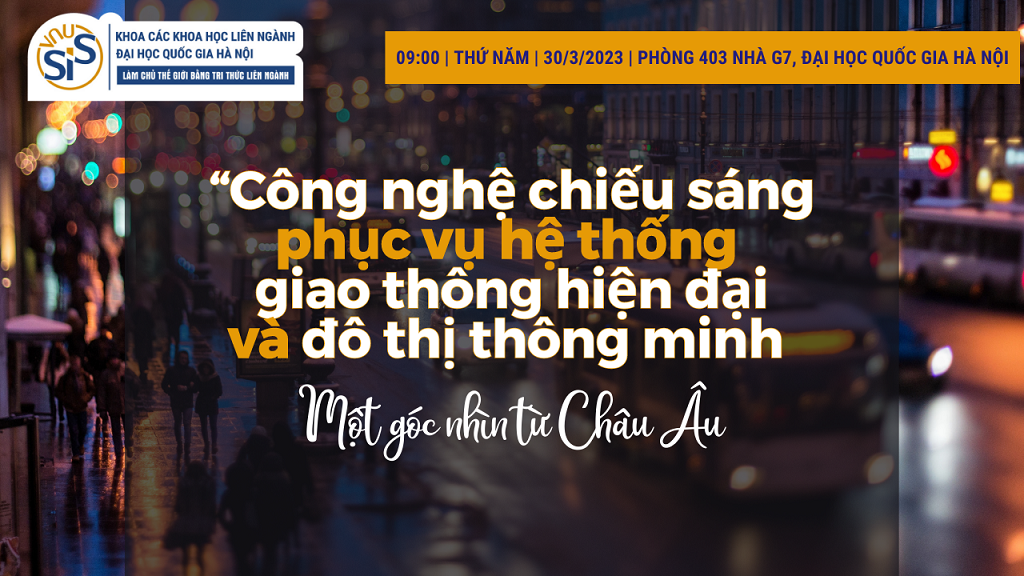 VNU
SiS
KHOA CÁC KHOA HỌC LIÊN NGÀNH
ĐẠI HỌC QUỐC GIA HÀ NỘI
LÀM CHỦ THẾ GIỚI BẰNG TRI THỨC LIÊN NGÀNH
09:00 | THỨ NĂM | 30/3/2023 | PHÒNG 403 NHÀ G7, ĐẠI HỌC QUỐC GIA HÀ NỘI
“Công nghệ chiếu sáng
phục vụ hệ thống
giao thông hiện đại
và đô thị thông minh
Một góc nhìn từ Châu Âu